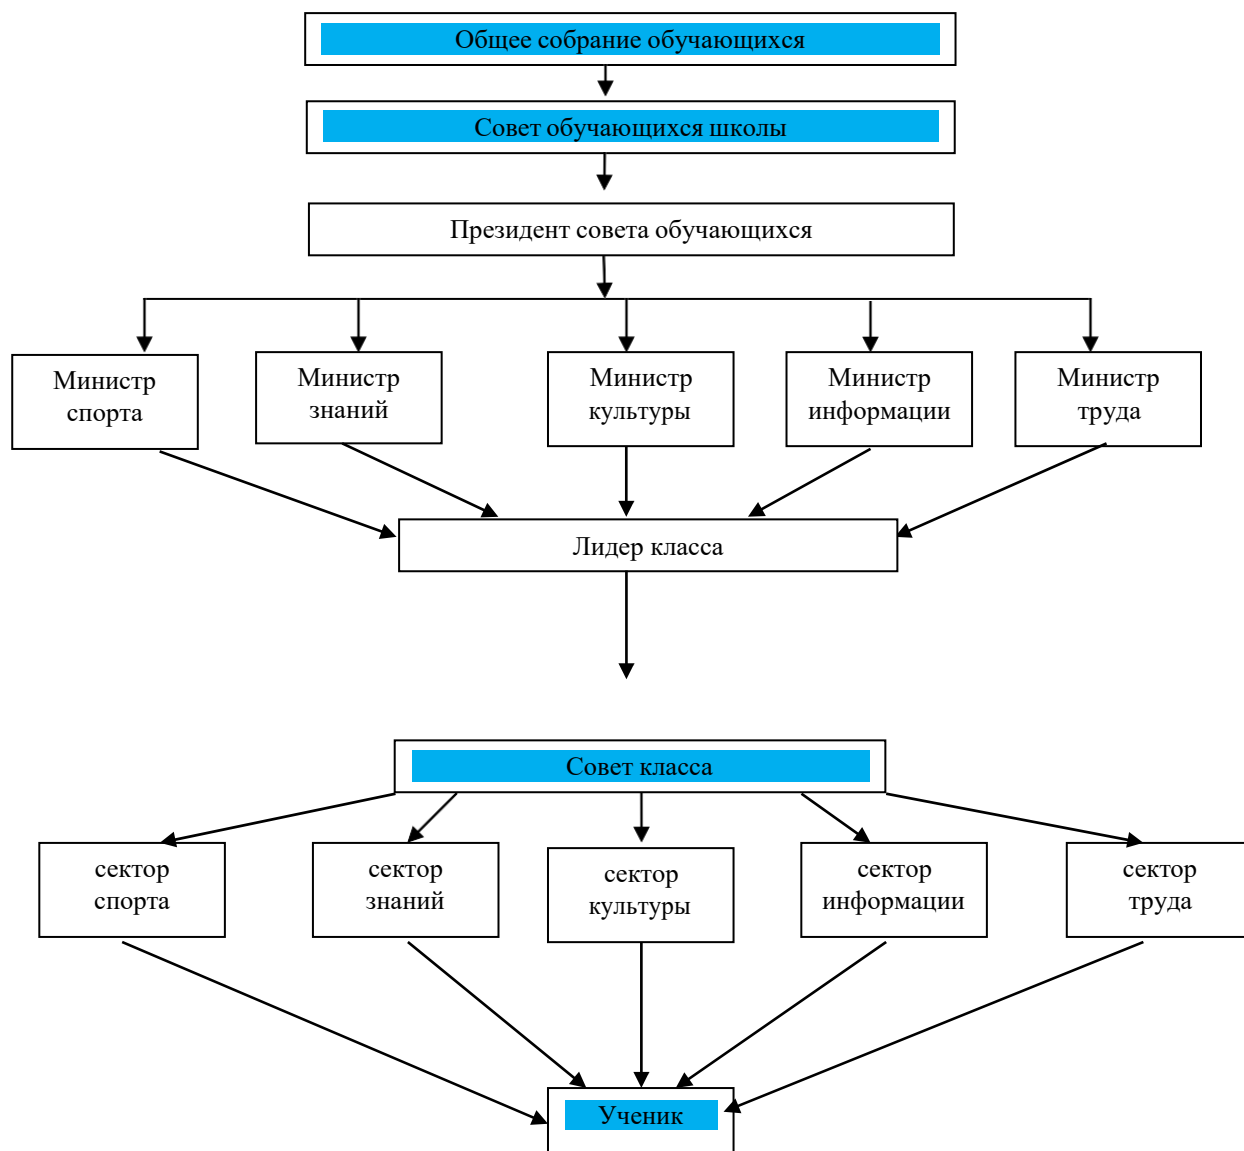 Общее собрание обучающихся
Совет обучающихся школы
Президент совета обучающихся
Министр
спорта
Министр
знаний
Министр
культуры
Министр
информации
Министр
труда
Лидер класса
Совет класса
сектор
спорта
сектор
знаний
сектор
культуры
сектор
информации
сектор
труда
Ученик